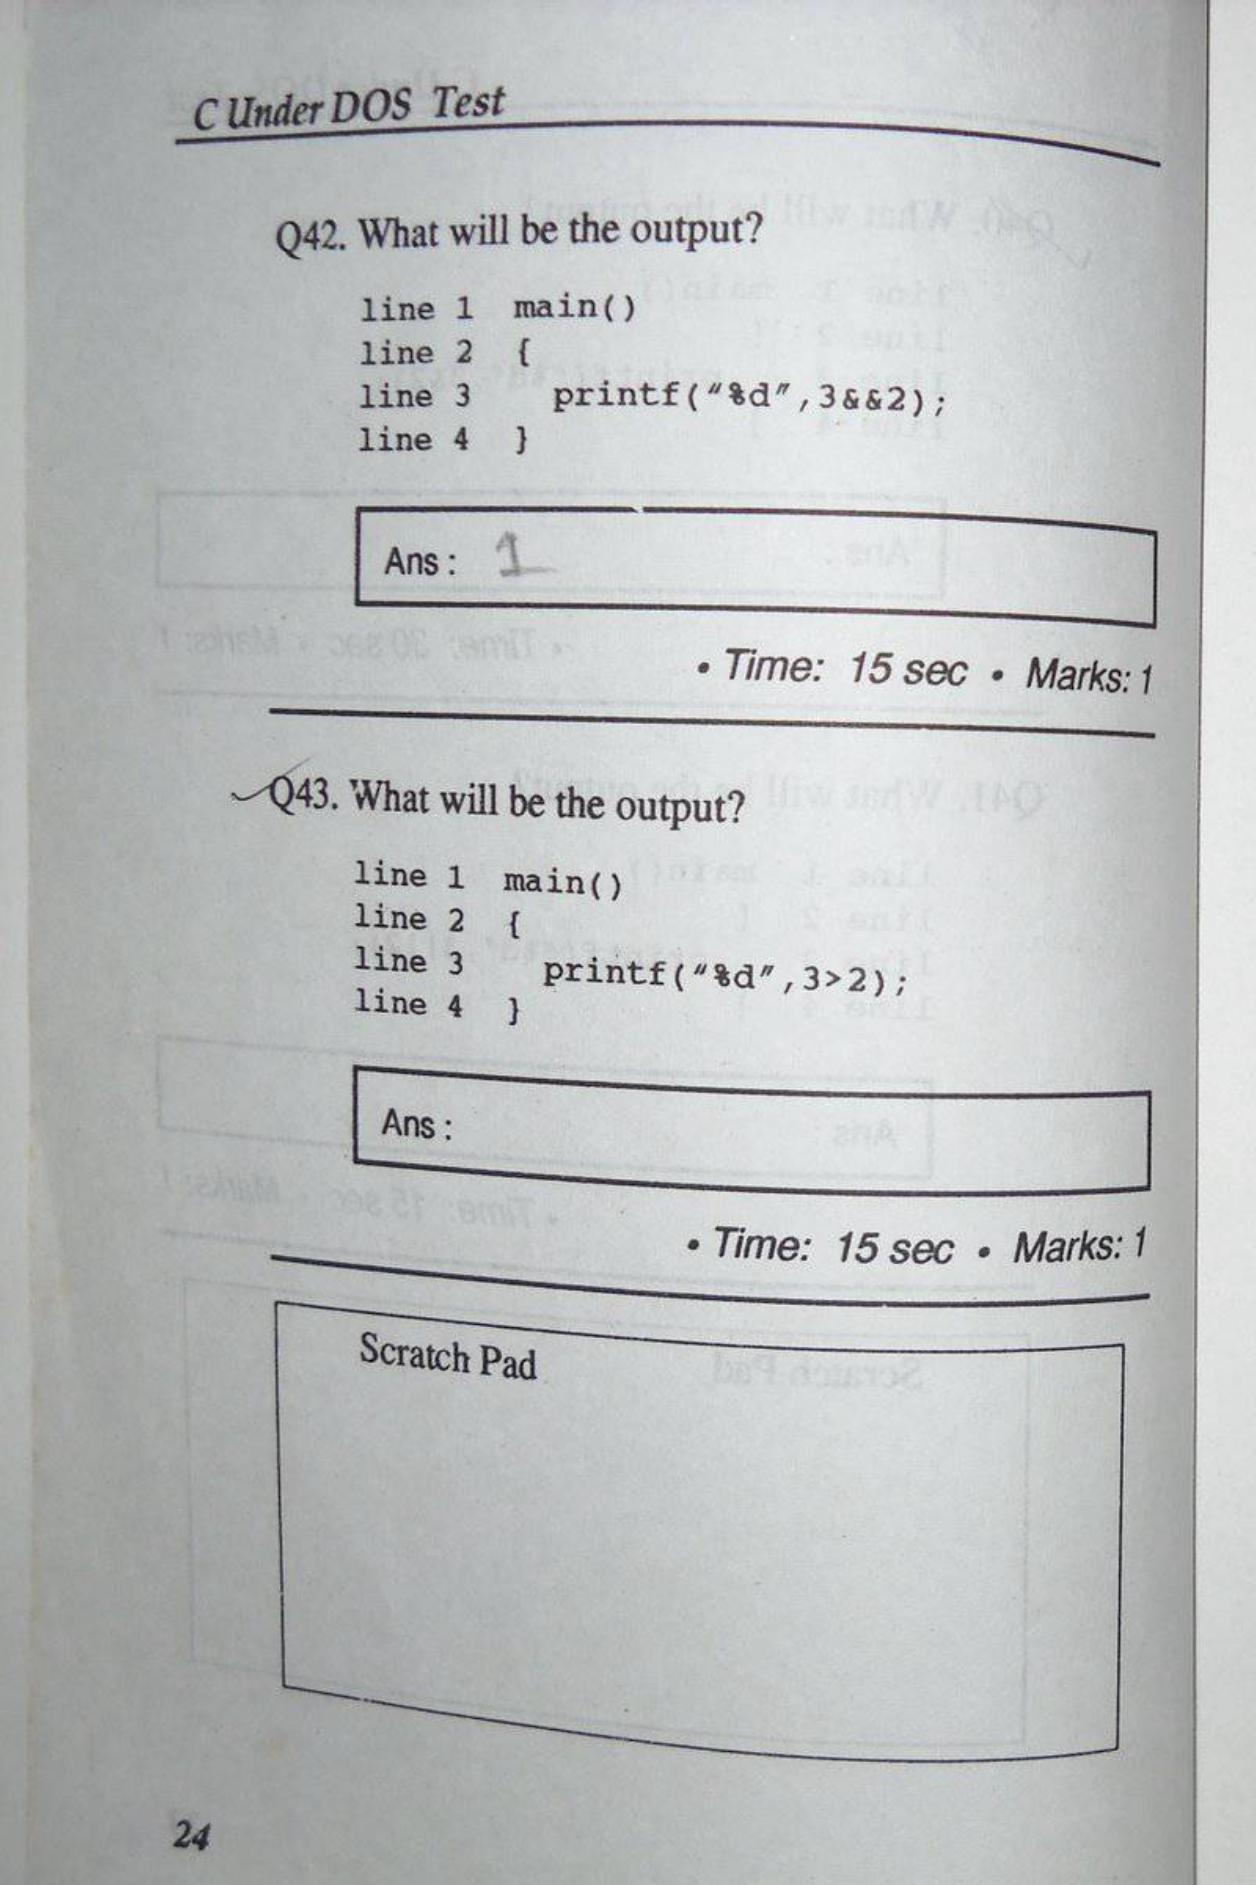 C Under DOS Test
Q42. What will be the output?
line 1 main()
line 2 {
line 3 printf("%d",3&&2);
line 4 }
Ans : 1
• Time: 15 sec • Marks: 1
Q43. What will be the output?
line 1 main()
line 2 {
line 3 printf("%d",3>2);
line 4 }
Ans :
• Time: 15 sec • Marks: 1
Scratch Pad
24